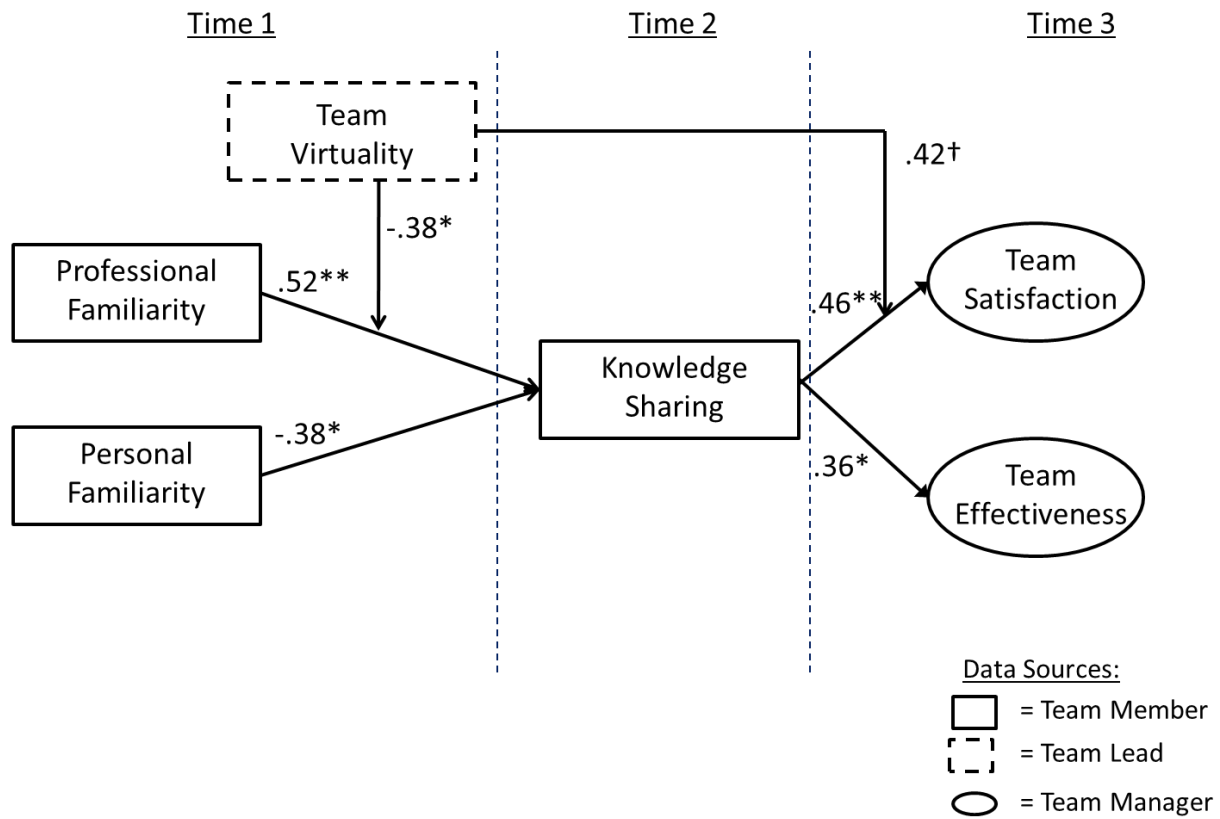 Time 1
Time 2
Time 3
Team
Virtuality
.42†
-.38*
Professional
Familiarity
.52**
Team
Satisfaction
.46**
Knowledge
Sharing
Personal
Familiarity
-.38*
.36*
Team
Effectiveness
Data Sources:
= Team Member
= Team Lead
= Team Manager